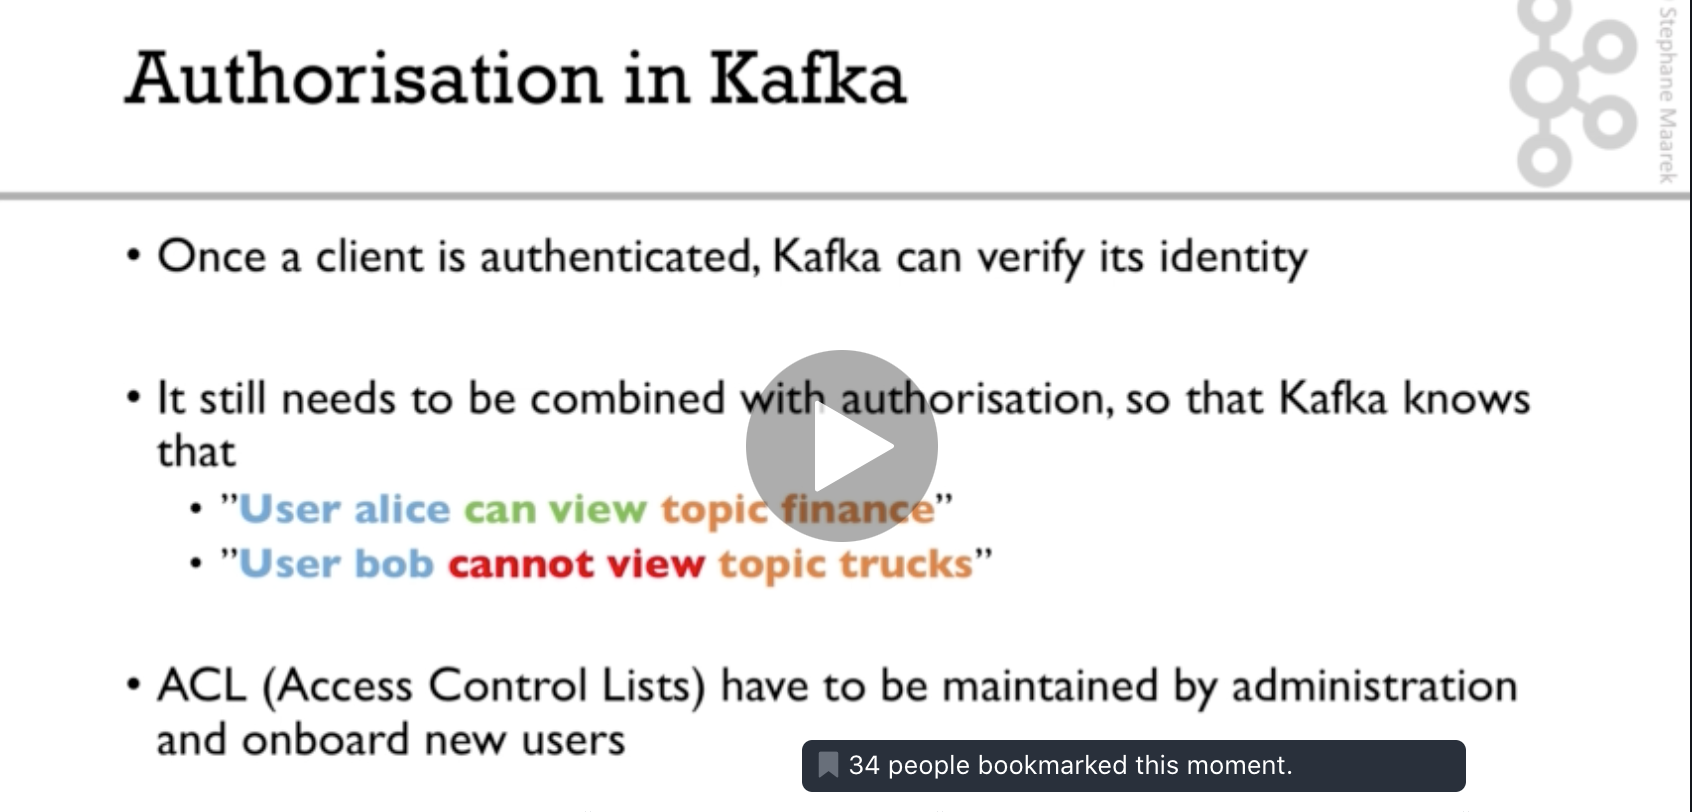 Authorisation in Kafka
Stephane Maarek
• Once a client is authenticated, Kafka can verify its identity
• It still needs to be combined with authorisation, so that Kafka knows
that
• ”User alice can view topic finance”
• ”User bob cannot view topic trucks”
• ACL (Access Control Lists) have to be maintained by administration
and onboard new users
34 people bookmarked this moment.